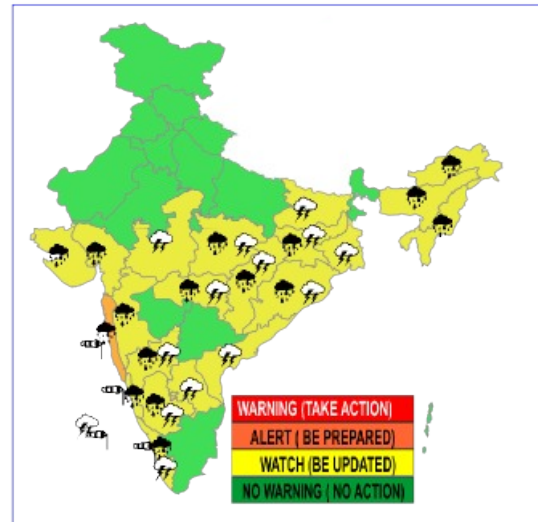 WARNING (TAKE ACTION)
ALERT ( BE PREPARED)
WATCH (BE UPDATED)
NO WARNING ( NO ACTION)